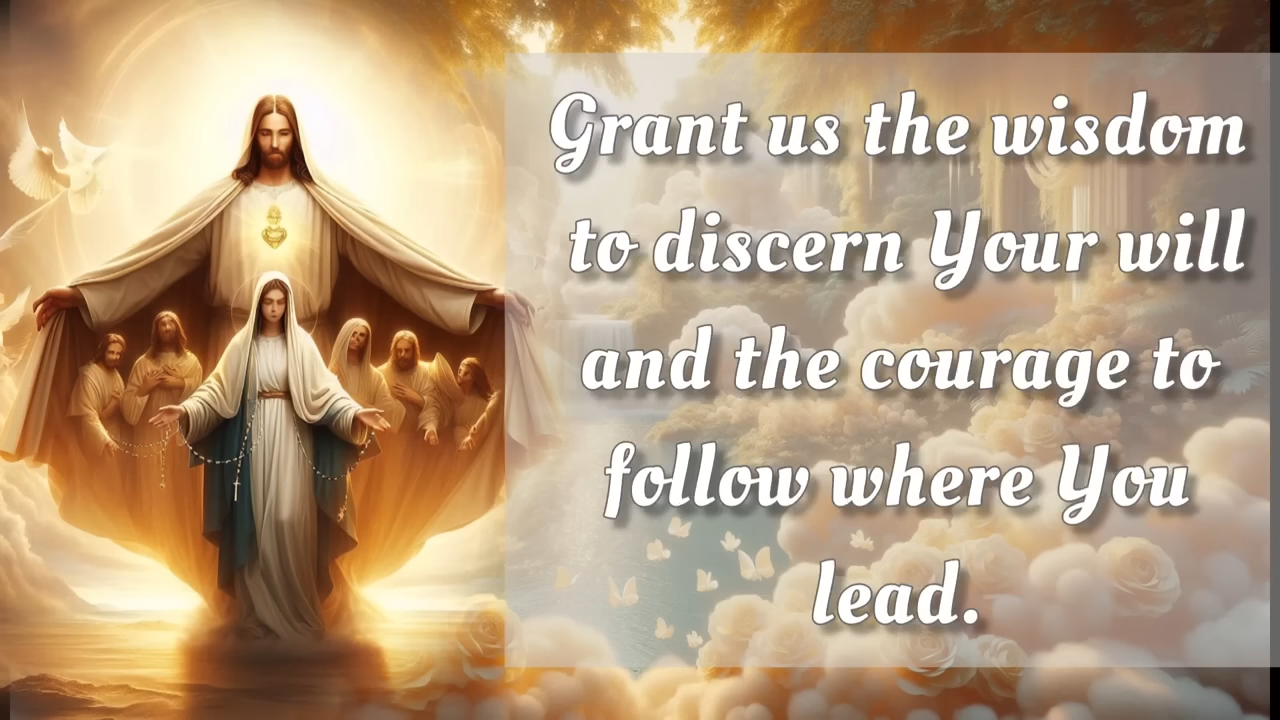 Grant us the wisdom
to discern Your will
and the courage to
follow where You
lead.